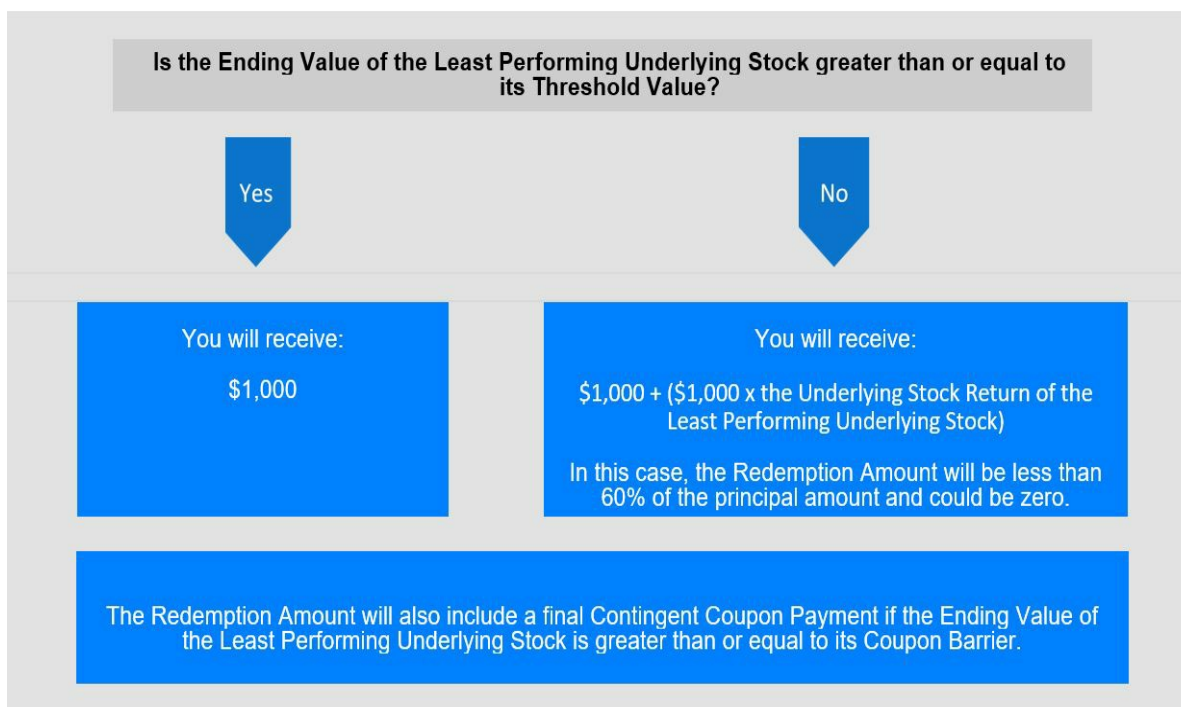 Is the Ending Value of the Least Performing Underlying Stock greater than or equal to
its Threshold Value?
Yes
No
You will receive:
$1,000
You will receive:
$1,000 + ($1,000 x the Underlying Stock Return of the
Least Performing Underlying Stock)
In this case, the Redemption Amount will be less than
60% of the principal amount and could be zero.
The Redemption Amount will also include a final Contingent Coupon Payment if the Ending Value of
the Least Performing Underlying Stock is greater than or equal to its Coupon Barrier.